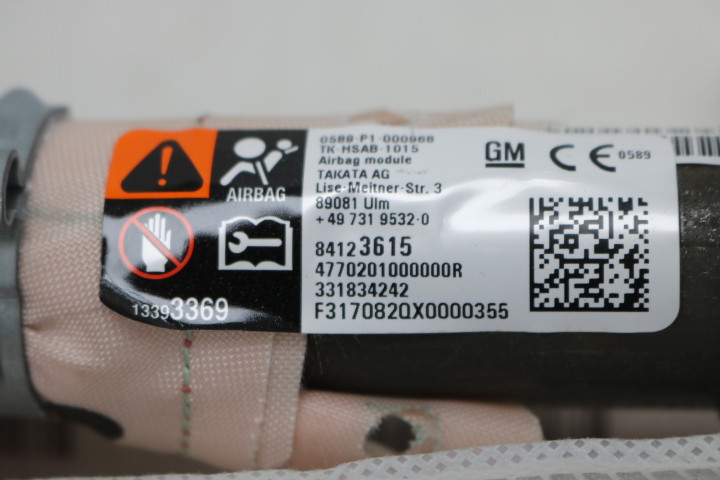 AIRBAG
13393369
0589-P1-000968
TK-HSAB-1015
Airbag module
TAKATA AG
Lise-Meitner-Str. 3
89081 Ulm
+49 731 9532-0
84123615
4770201000000R
331834242
F317082QX0000355
GM CE 0589